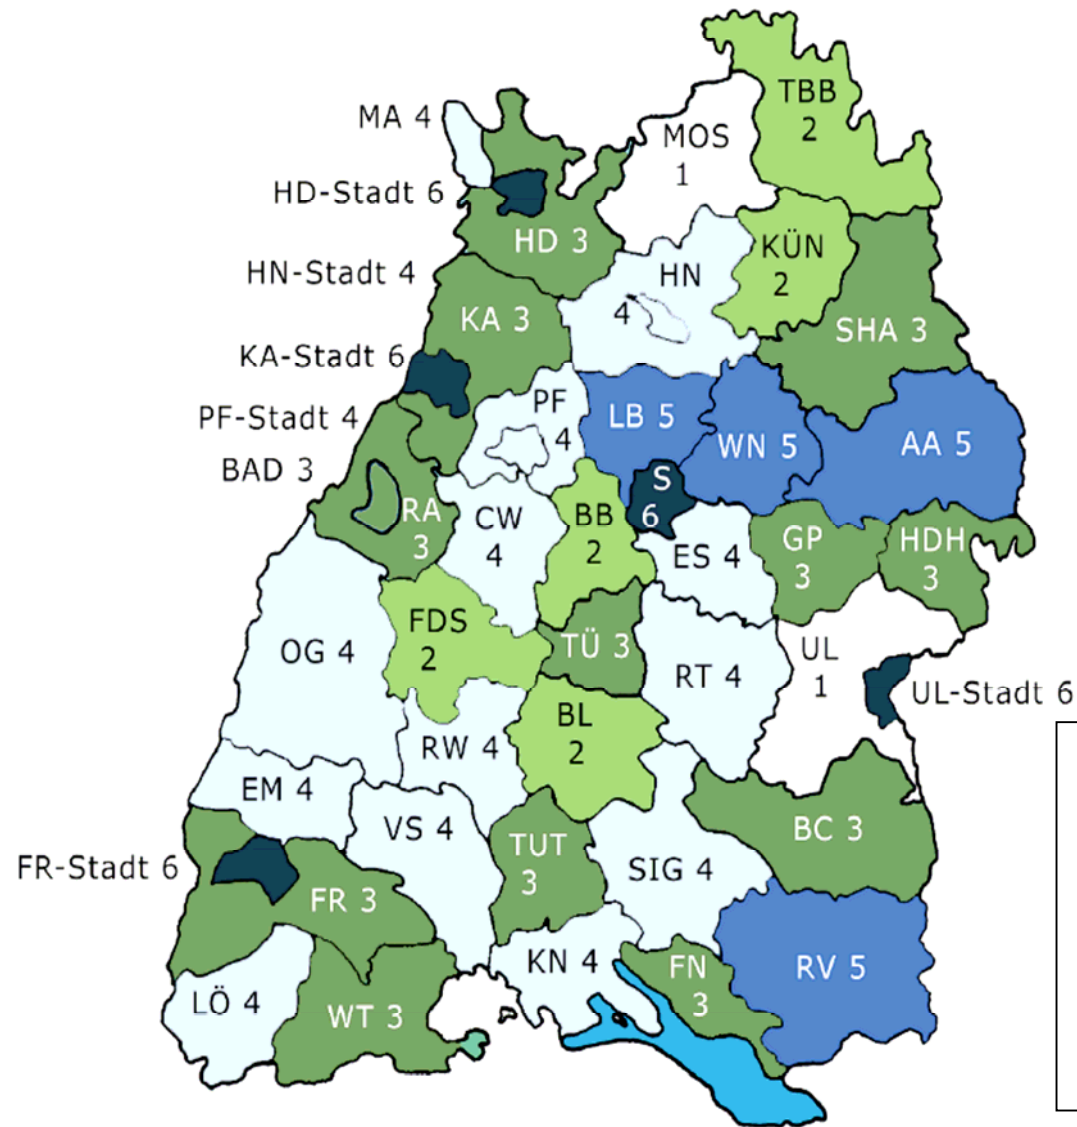 TBB
2
MA 4
MOS
1
HD-Stadt 6
HD 3
KÜN
2
HN-Stadt 4
HN
4
KA 3
SHA 3
KA-Stadt 6
PF
4
PF-Stadt 4
LB 5
WN 5
AA 5
BAD 3
S
6
RA
3
CW
4
BB
2
ES 4
GP
3
HDH
3
FDS
2
OG 4
TÜ 3
RT 4
UL
1
UL-Stadt 6
BL
2
RW 4
EM 4
VS 4
TUT
3
BC 3
FR-Stadt 6
SIG 4
FR 3
KN 4
FN
3
RV 5
LÖ 4
WT 3